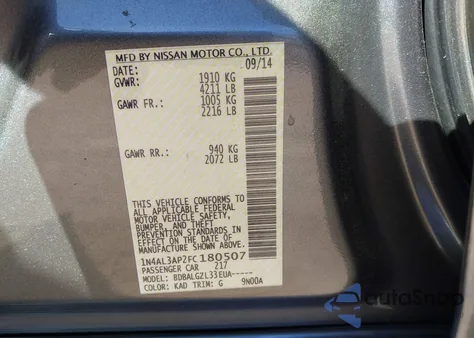 MFD BY NISSAN MOTOR CO., LTD.
DATE: 09/14
GVWR: 1910 KG
4211 LB
GAWR FR.: 1005 KG
2216 LB
GAWR RR.: 940 KG
2072 LB
THIS VEHICLE CONFORMS TO
ALL APPLICABLE FEDERAL
MOTOR VEHICLE SAFETY,
BUMPER, AND THEFT
PREVENTION STANDARDS
IN EFFECT ON THE DATE OF
MANUFACTURE SHOWN ABOVE.
1N4AL3AP2FC180507
PASSENGER CAR 217
MODEL: BDBALGZL33EUA-----
COLOR: KAD TRIM: G 9N00A
autoSnap